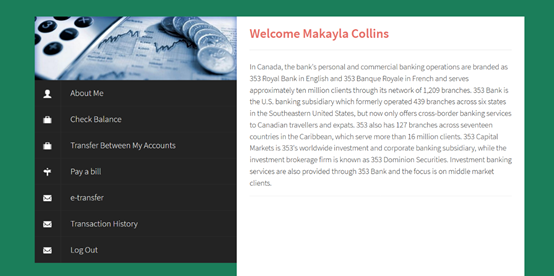 Welcome Makayla Collins
In Canada, the bank's personal and commercial banking operations are branded as
353 Royal Bank in English and 353 Banque Royale in French and serves
approximately ten million clients through its network of 1,209 branches. 353 Bank is
the U.S. banking subsidiary which formerly operated 439 branches across six states
in the Southeastern United States, but now only offers cross-border banking services
to Canadian travellers and expats. 353 also has 127 branches across seventeen
countries in the Caribbean, which serve more than 16 million clients. 353 Capital
Markets is 353's worldwide investment and corporate banking subsidiary, while the
investment brokerage firm is known as 353 Dominion Securities. Investment banking
services are also provided through 353 Bank and the focus is on middle market
clients.
About Me
Check Balance
Transfer Between My Accounts
Pay a bill
e-transfer
Transaction History
Log Out